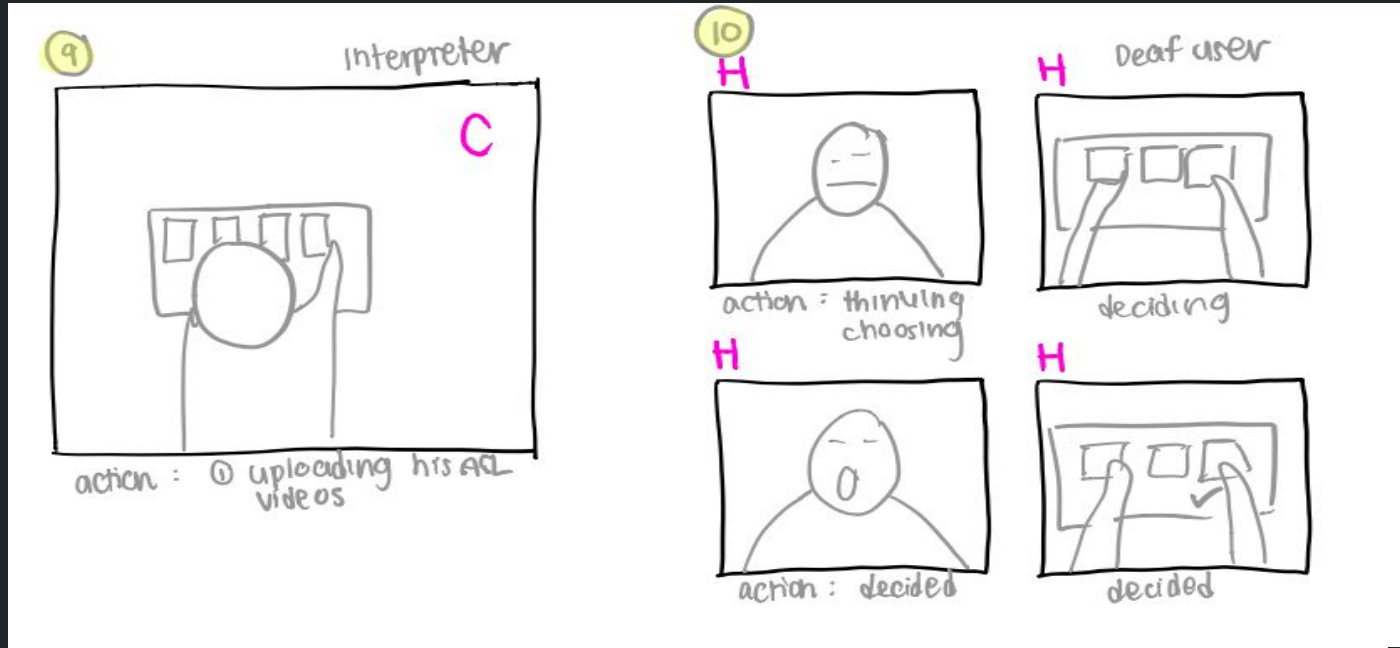 9
Interpreter
C
action : ① uploading his ASL
videos
10
Deaf user
H
H
action : thinking
choosing
deciding
H
H
action : decided
decided